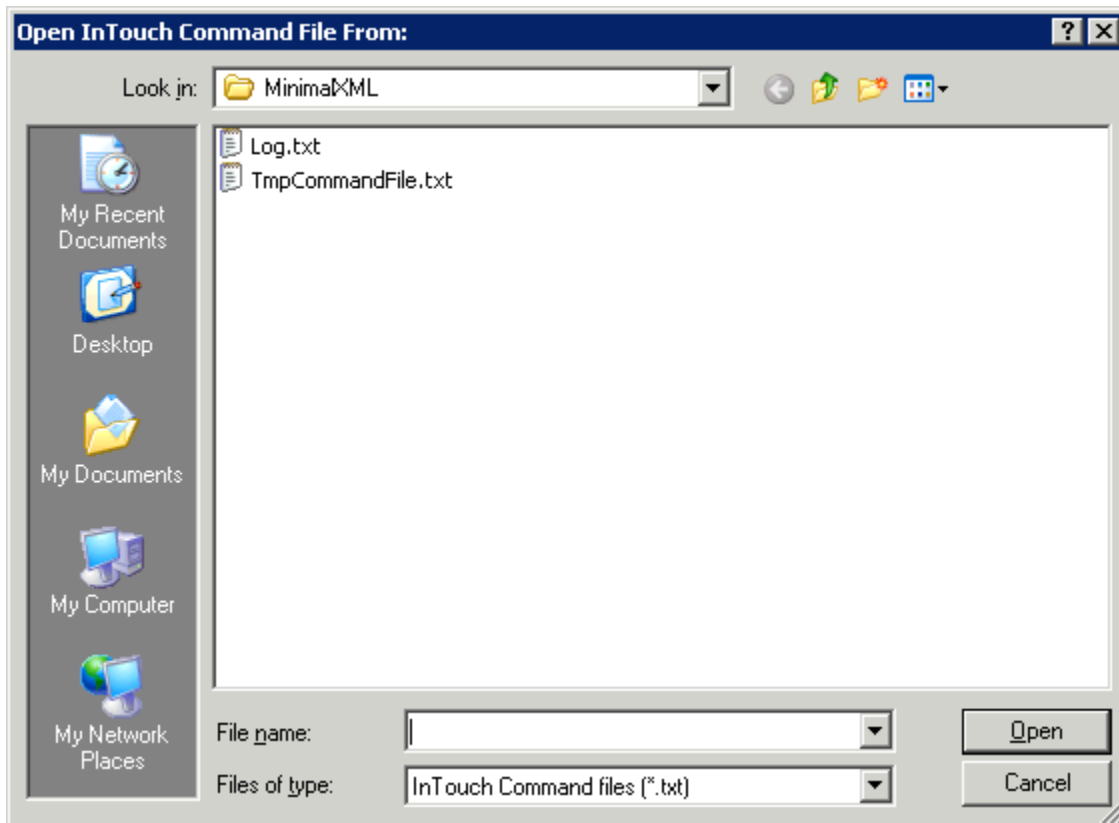 Open InTouch Command File From:
Look in: MinimalXML
Log.txt
TmpCommandFile.txt
My Recent
Documents
Desktop
My Documents
My Computer
My Network
Places
File name:
Open
Files of type: InTouch Command files (*.txt)
Cancel